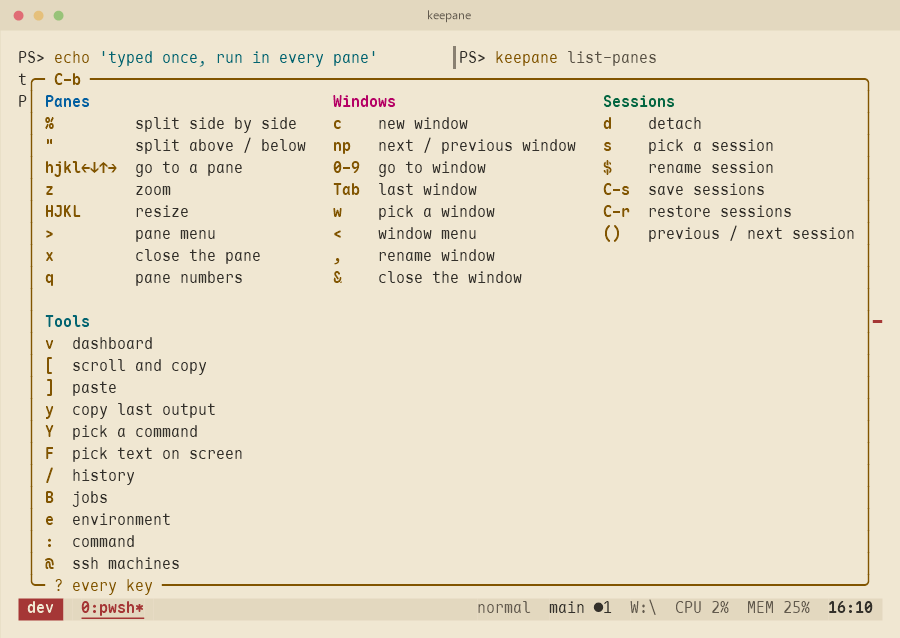 keepane
PS> echo 'typed once, run in every pane' PS> keepane list-panes
t C-b
P Panes Windows Sessions
% split side by side c new window d detach
" split above / below np next / previous window s pick a session
hjkl←↓↑→ go to a pane 0-9 go to window $ rename session
z zoom Tab last window C-s save sessions
HJKL resize w pick a window C-r restore sessions
> pane menu < window menu () previous / next session
x close the pane , rename window
q pane numbers & close the window
Tools
v dashboard
[ scroll and copy
] paste
y copy last output
Y pick a command
F pick text on screen
/ history
B jobs
e environment
: command
@ ssh machines
? every key
dev 0:pwsh* normal main ●1 W:\ CPU 2% MEM 25% 16:10